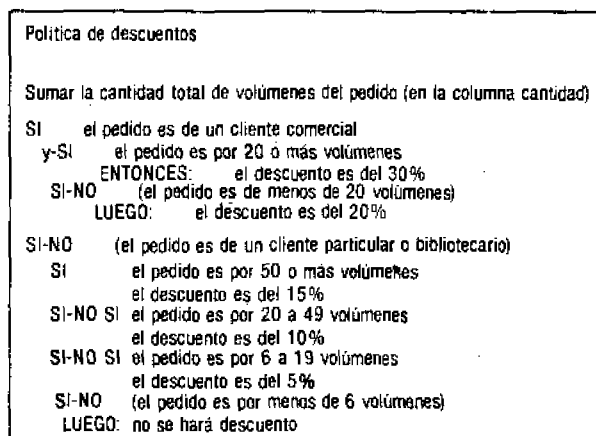 Política de descuentos
Sumar la cantidad total de volúmenes del pedido (en la columna cantidad)
SI el pedido es de un cliente comercial
y-SI el pedido es por 20 ó más volúmenes
ENTONCES: el descuento es del 30%
SI-NO (el pedido es de menos de 20 volúmenes)
LUEGO: el descuento es del 20%
SI-NO (el pedido es de un cliente particular o bibliotecario)
SI el pedido es por 50 o más volúmenes
el descuento es del 15%
SI-NO SI el pedido es por 20 a 49 volúmenes
el descuento es del 10%
SI-NO SI el pedido es por 6 a 19 volúmenes
el descuento es del 5%
SI-NO (el pedido es por menos de 6 volúmenes)
LUEGO: no se hará descuento